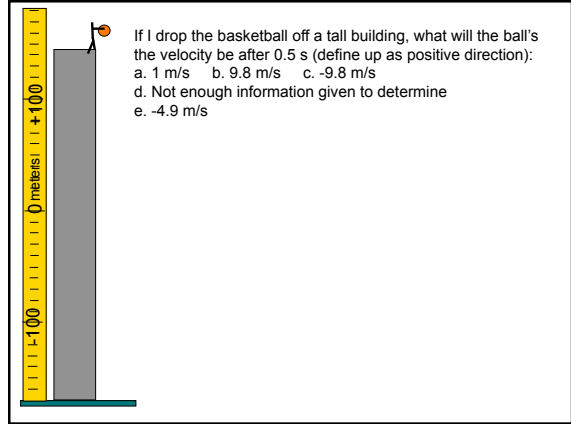 If I drop the basketball off a tall building, what will the ball's
the velocity be after 0.5 s (define up as positive direction):
a. 1 m/s b. 9.8 m/s c. -9.8 m/s
d. Not enough information given to determine
e. -4.9 m/s
+100
0 meters
-100